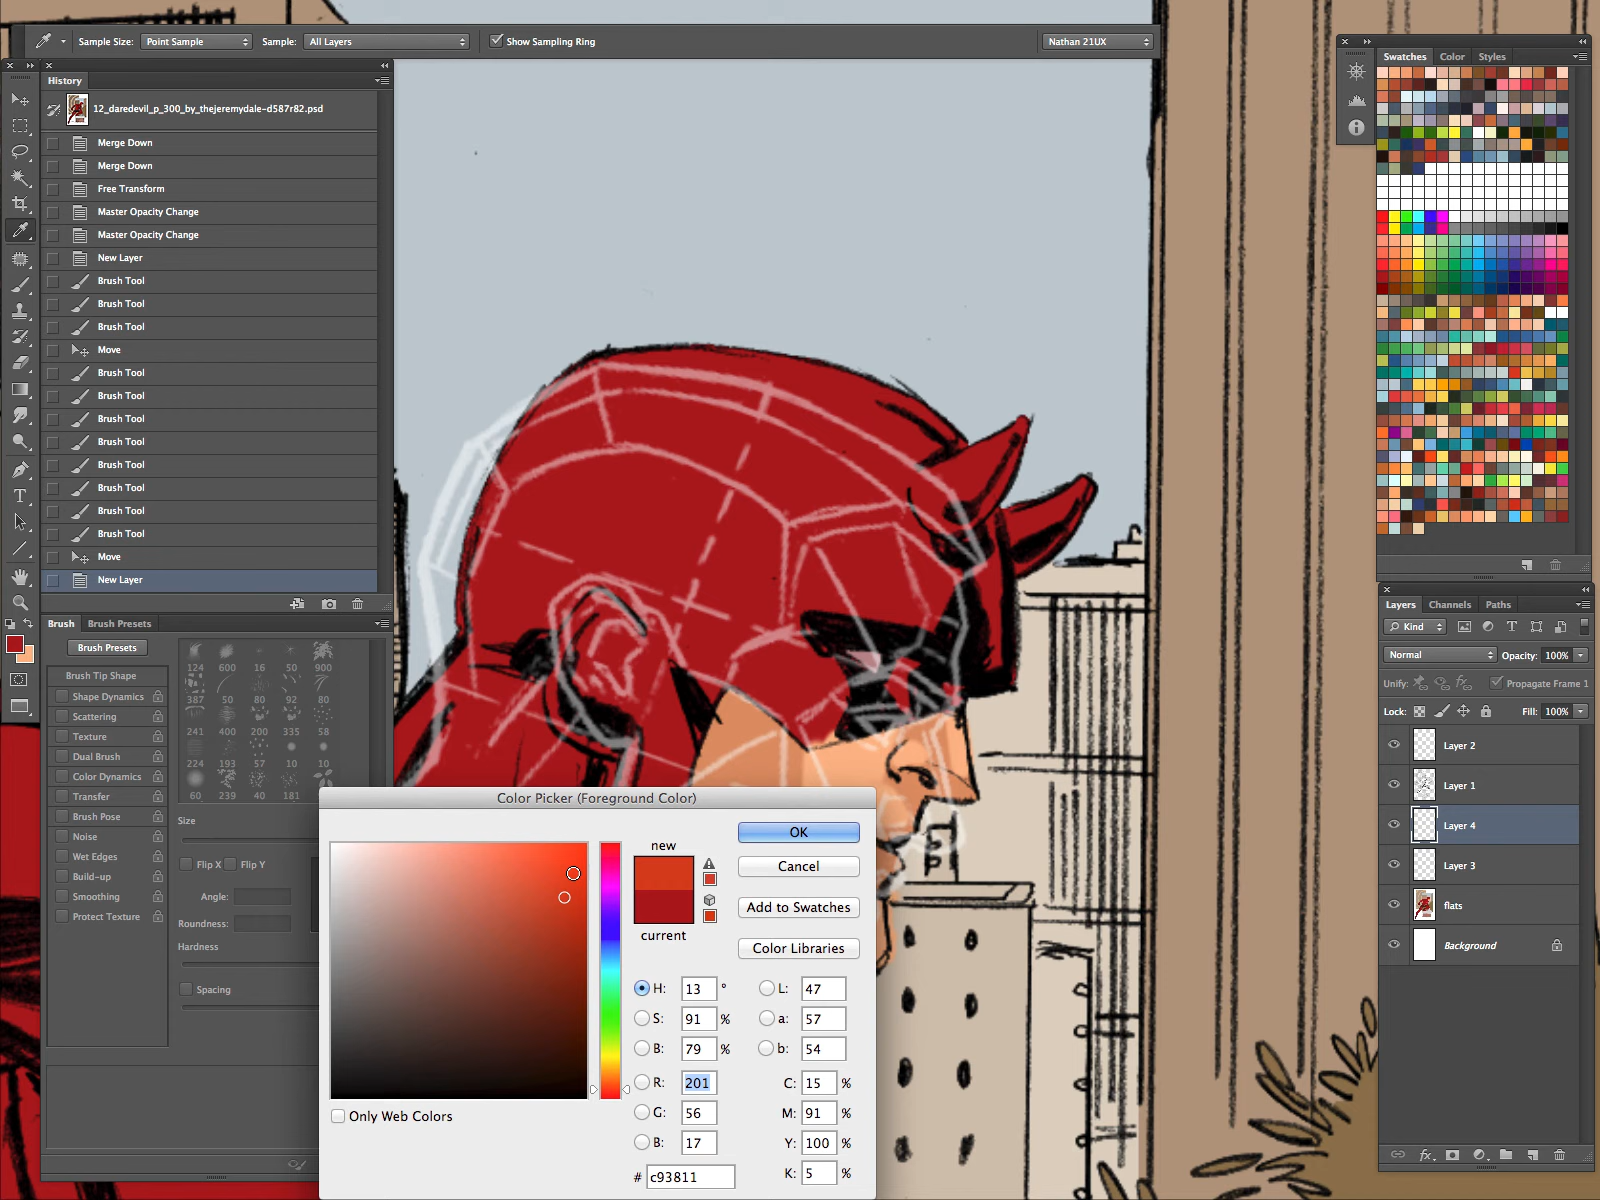 Sample Size: Point Sample Sample: All Layers Show Sampling Ring Nathan 21UX
History
12_daredevil_p_300_by_thejeremydale-d587r82.psd
Merge Down
Merge Down
Free Transform
Master Opacity Change
Master Opacity Change
New Layer
Brush Tool
Brush Tool
Brush Tool
Move
Brush Tool
Brush Tool
Brush Tool
Brush Tool
Brush Tool
Brush Tool
Brush Tool
Brush Tool
Move
New Layer
Brush Brush Presets
Brush Presets
Brush Tip Shape
Shape Dynamics
Scattering
Texture
Dual Brush
Color Dynamics
Transfer
Brush Pose
Noise
Wet Edges
Build-up
Smoothing
Protect Texture
124 600 16 50 900
387 50 80 92 80
241 400 200 335 58
224 193 57 10 10
60 239 40 181
Size
Flip X Flip Y
Angle:
Roundness:
Hardness
Spacing
Color Picker (Foreground Color)
new
current
OK
Cancel
Add to Swatches
Color Libraries
H: 13 ° L: 47
S: 91 % a: 57
B: 79 % b: 54
R: 201 C: 15 %
G: 56 M: 91 %
B: 17 Y: 100 %
# c93811 K: 5 %
Only Web Colors
Swatches Color Styles
Layers Channels Paths
Kind
Normal Opacity: 100%
Unify: Propagate Frame 1
Lock: Fill: 100%
Layer 2
Layer 1
Layer 4
Layer 3
flats
Background